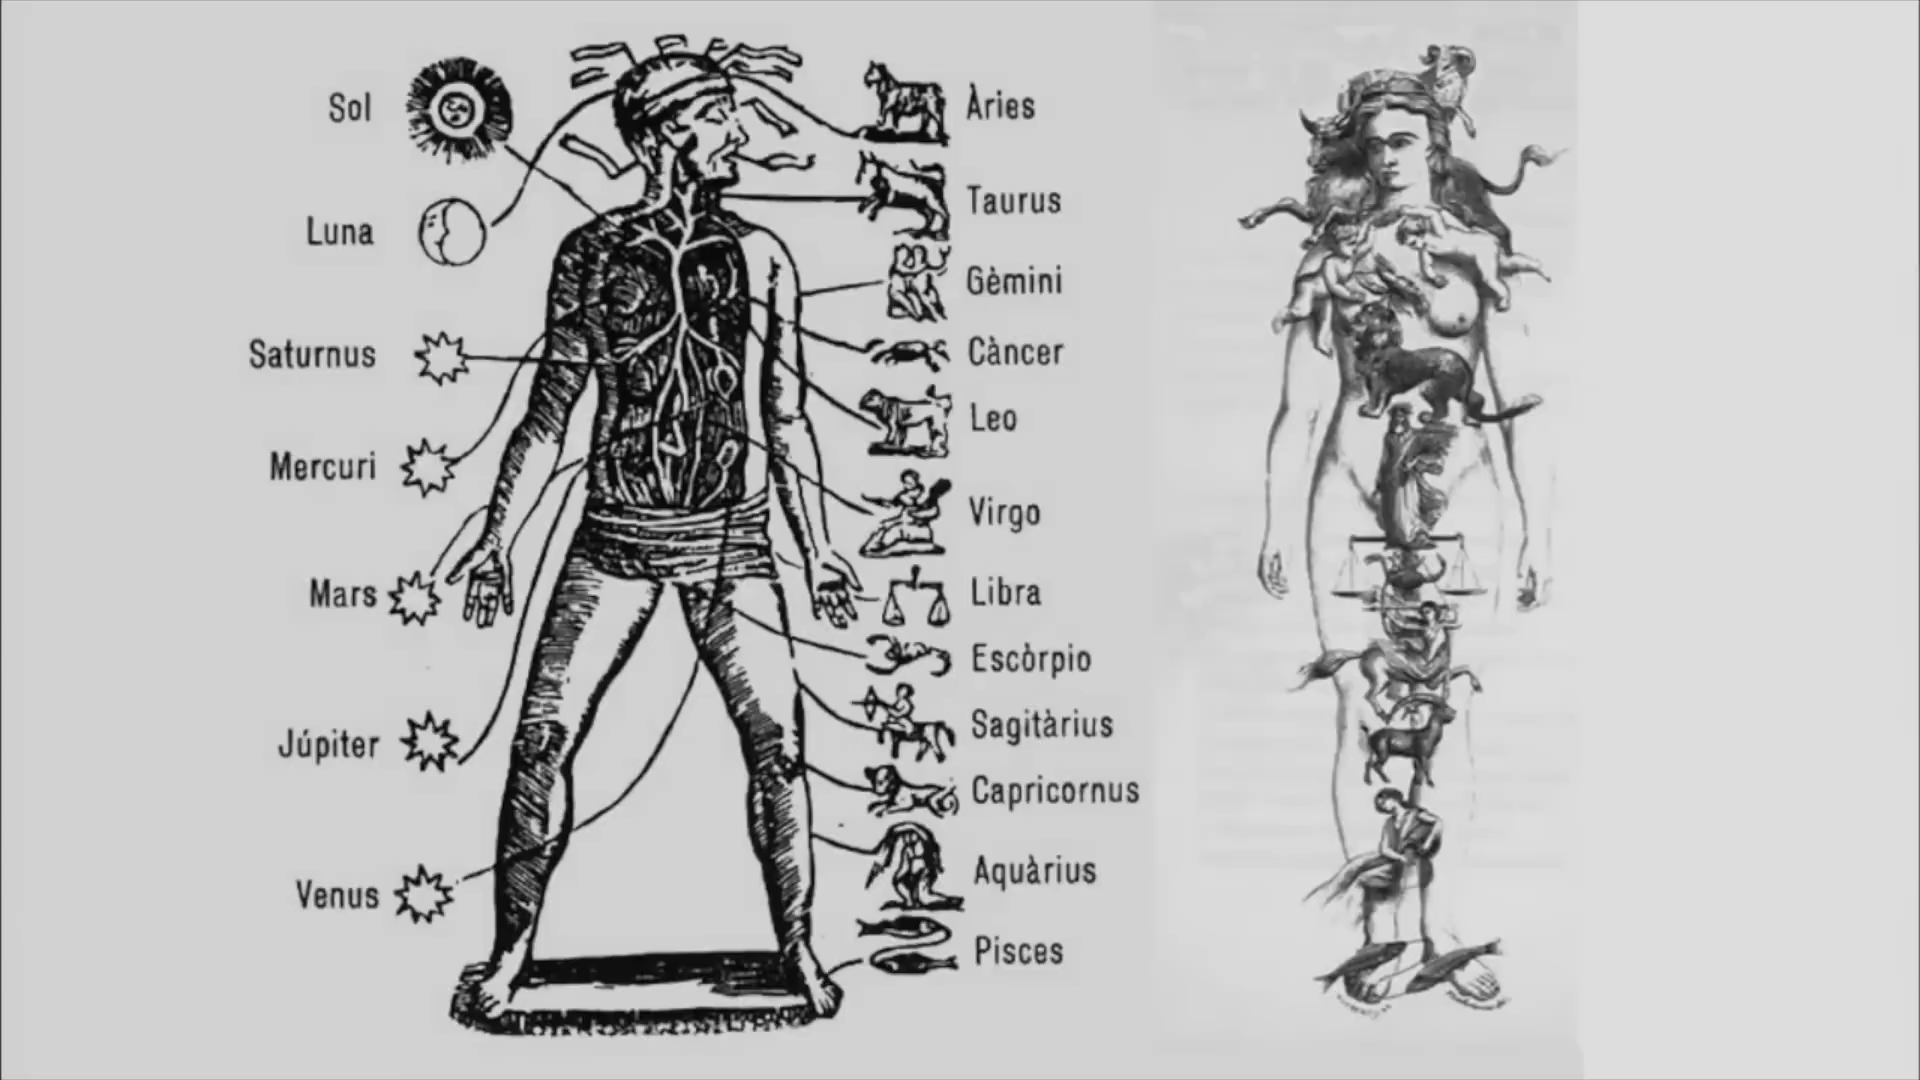 Sol
Luna
Saturnus
Mercuri
Mars
Júpiter
Venus
Àries
Taurus
Gèmini
Càncer
Leo
Virgo
Libra
Escòrpio
Sagitàrius
Capricornus
Aquàrius
Pisces